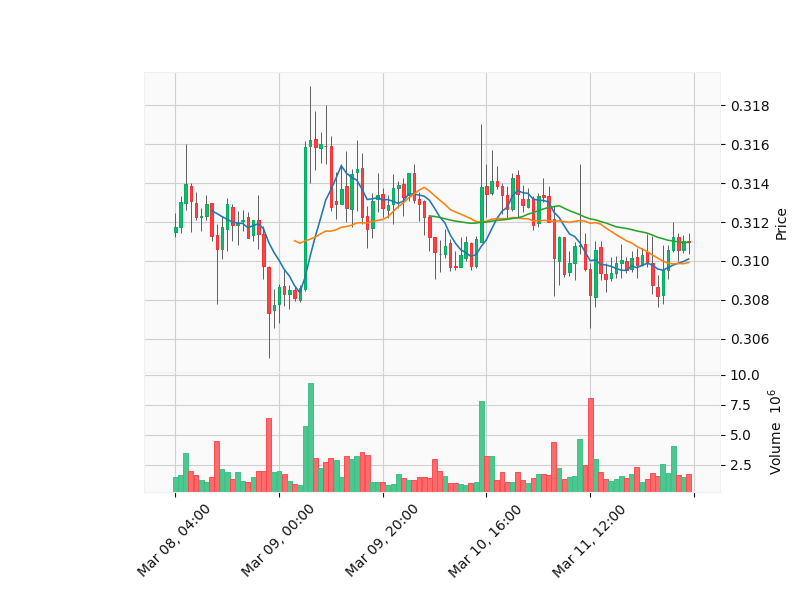 0.318
0.316
0.314
0.312
0.310
0.308
0.306
Price
10.0
7.5
5.0
2.5
Volume 10^6
Mar 08, 04:00
Mar 09, 00:00
Mar 09, 20:00
Mar 10, 16:00
Mar 11, 12:00